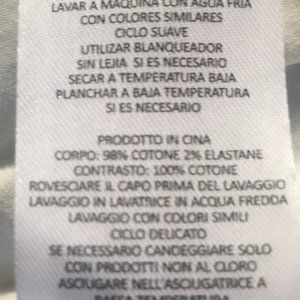 LAVAR A MAQUINA CON AGUA FRIA
CON COLORES SIMILARES
CICLO SUAVE
UTILIZAR BLANQUEADOR
SIN LEJIA SI ES NECESARIO
SECAR A TEMPERATURA BAJA
PLANCHAR A BAJA TEMPERATURA
SI ES NECESARIO
PRODOTTO IN CINA
CORPO: 98% COTONE 2% ELASTANE
CONTRASTO: 100% COTONE
ROVESCIARE IL CAPO PRIMA DEL LAVAGGIO
LAVAGGIO IN LAVATRICE IN ACQUA FREDDA
LAVAGGIO CON COLORI SIMILI
CICLO DELICATO
SE NECESSARIO CANDEGGIARE SOLO
CON PRODOTTI NON AL CLORO
ASCIUGARE NELL'ASCIUGATRICE A
BASSA TEMPERATURA